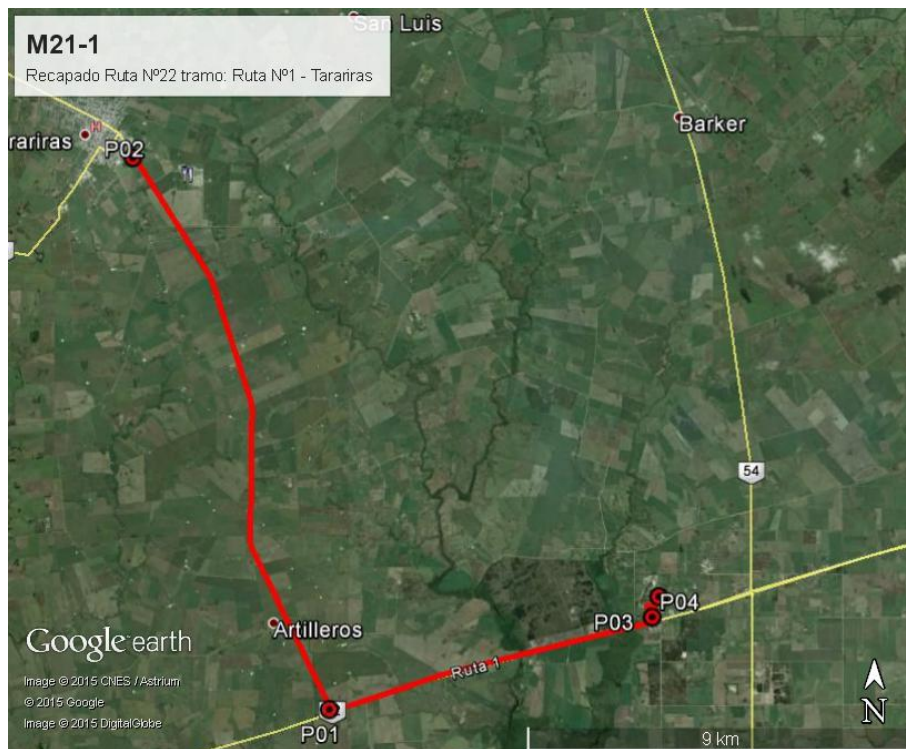 M21-1
Recapado Ruta Nº22 tramo: Ruta Nº1 - Tarariras
San Luis
Barker
rariras
H
P02
54
P04
P03
Artilleros
Ruta 1
P01
Google earth
Image © 2015 CNES / Astrium
© 2015 Google
Image © 2015 DigitalGlobe
9 km
N